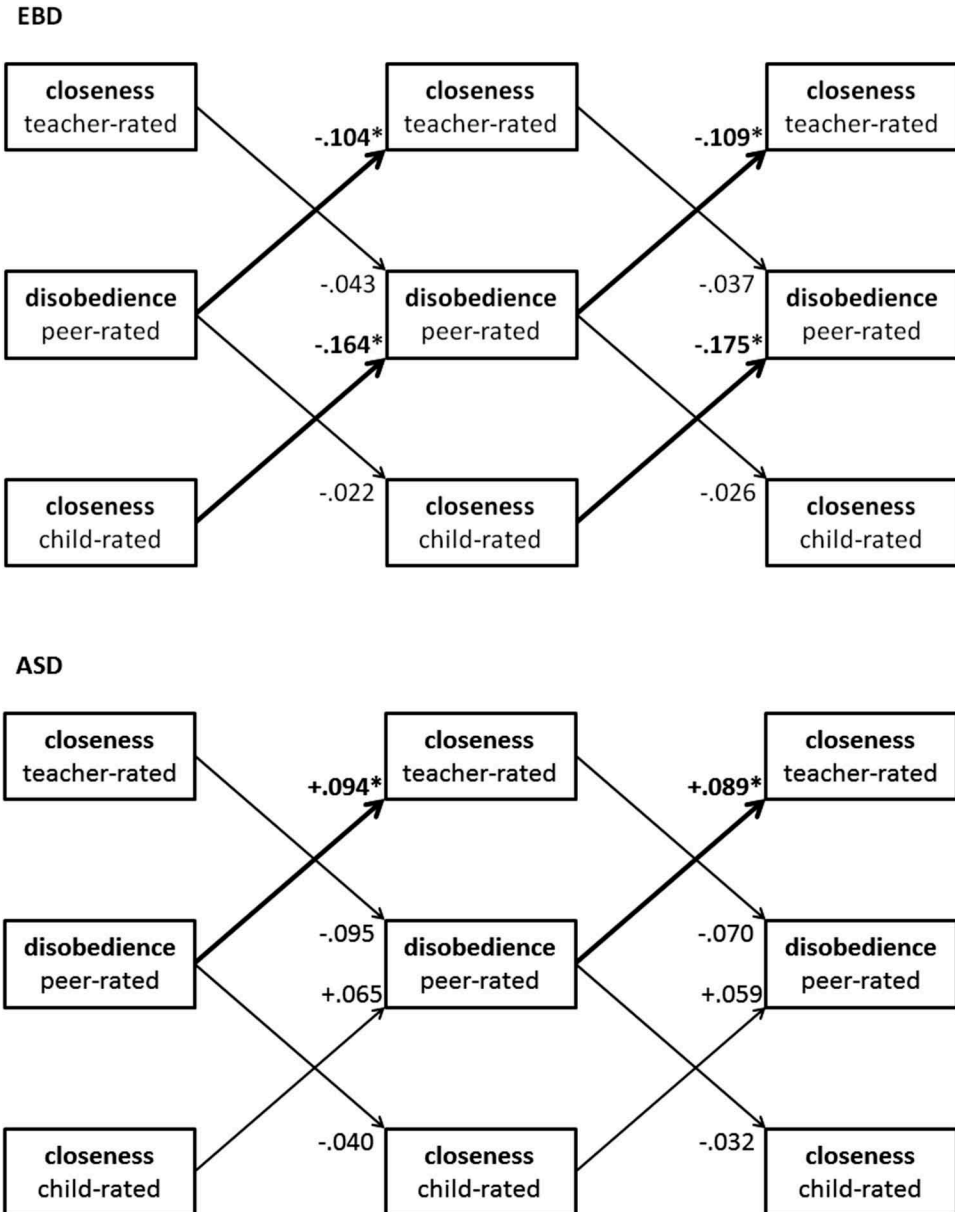 EBD
closeness
teacher-rated
closeness
teacher-rated
closeness
teacher-rated
-.104*
-.109*
disobedience
peer-rated
-.043
disobedience
peer-rated
-.037
disobedience
peer-rated
-.164*
-.175*
closeness
child-rated
-.022
closeness
child-rated
-.026
closeness
child-rated
ASD
closeness
teacher-rated
closeness
teacher-rated
closeness
teacher-rated
+.094*
+.089*
disobedience
peer-rated
-.095
disobedience
peer-rated
-.070
disobedience
peer-rated
+.065
+.059
closeness
child-rated
-.040
closeness
child-rated
-.032
closeness
child-rated